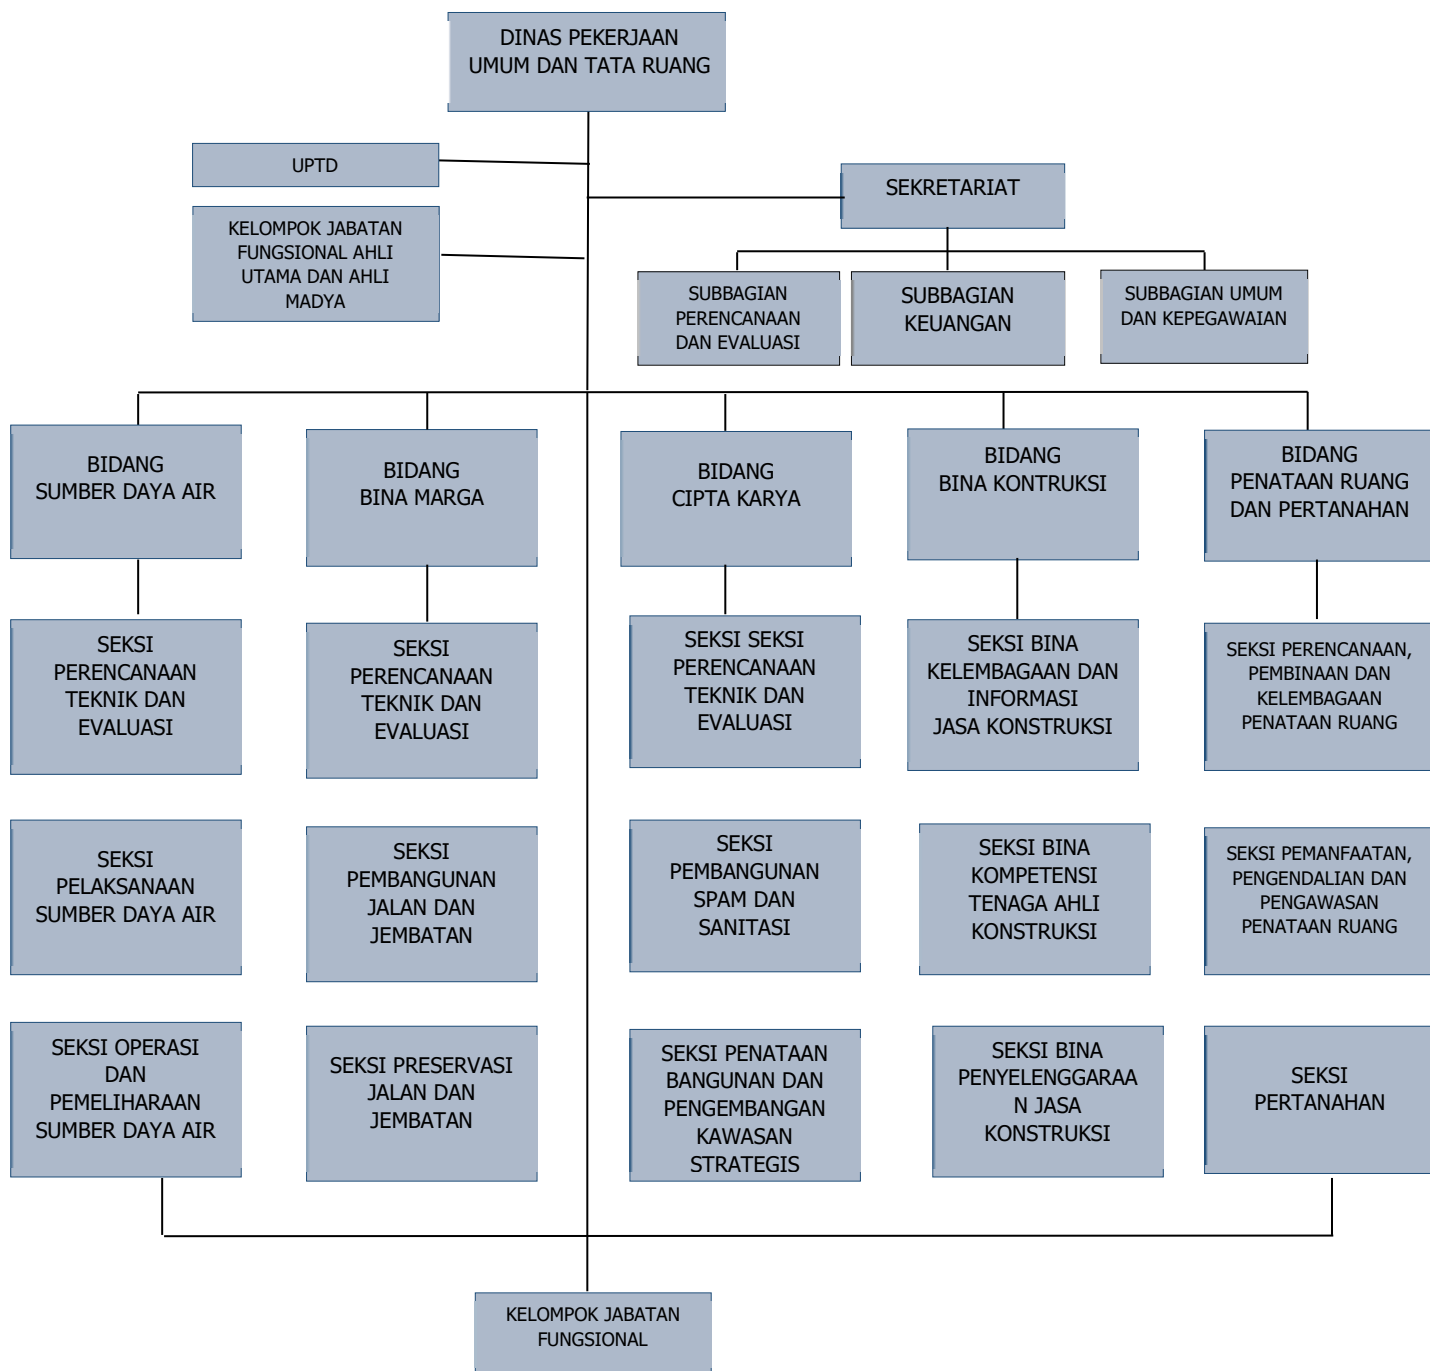 DINAS PEKERJAAN
UMUM DAN TATA RUANG
UPTD
SEKRETARIAT
KELOMPOK JABATAN
FUNGSIONAL AHLI
UTAMA DAN AHLI
MADYA
SUBBAGIAN
PERENCANAAN
DAN EVALUASI
SUBBAGIAN
KEUANGAN
SUBBAGIAN UMUM
DAN KEPEGAWAIAN
BIDANG
SUMBER DAYA AIR
BIDANG
BINA MARGA
BIDANG
CIPTA KARYA
BIDANG
BINA KONTRUKSI
BIDANG
PENATAAN RUANG
DAN PERTANAHAN
SEKSI
PERENCANAAN
TEKNIK DAN
EVALUASI
SEKSI
PERENCANAAN
TEKNIK DAN
EVALUASI
SEKSI SEKSI
PERENCANAAN
TEKNIK DAN
EVALUASI
SEKSI BINA
KELEMBAGAAN DAN
INFORMASI
JASA KONSTRUKSI
SEKSI PERENCANAAN,
PEMBINAAN DAN
KELEMBAGAAN
PENATAAN RUANG
SEKSI
PELAKSANAAN
SUMBER DAYA AIR
SEKSI
PEMBANGUNAN
JALAN DAN
JEMBATAN
SEKSI
PEMBANGUNAN
SPAM DAN
SANITASI
SEKSI BINA
KOMPETENSI
TENAGA AHLI
KONSTRUKSI
SEKSI PEMANFAATAN,
PENGENDALIAN DAN
PENGAWASAN
PENATAAN RUANG
SEKSI OPERASI
DAN
PEMELIHARAAN
SUMBER DAYA AIR
SEKSI PRESERVASI
JALAN DAN
JEMBATAN
SEKSI PENATAAN
BANGUNAN DAN
PENGEMBANGAN
KAWASAN
STRATEGIS
SEKSI BINA
PENYELENGGARAA
N JASA
KONSTRUKSI
SEKSI
PERTANAHAN
KELOMPOK JABATAN
FUNGSIONAL